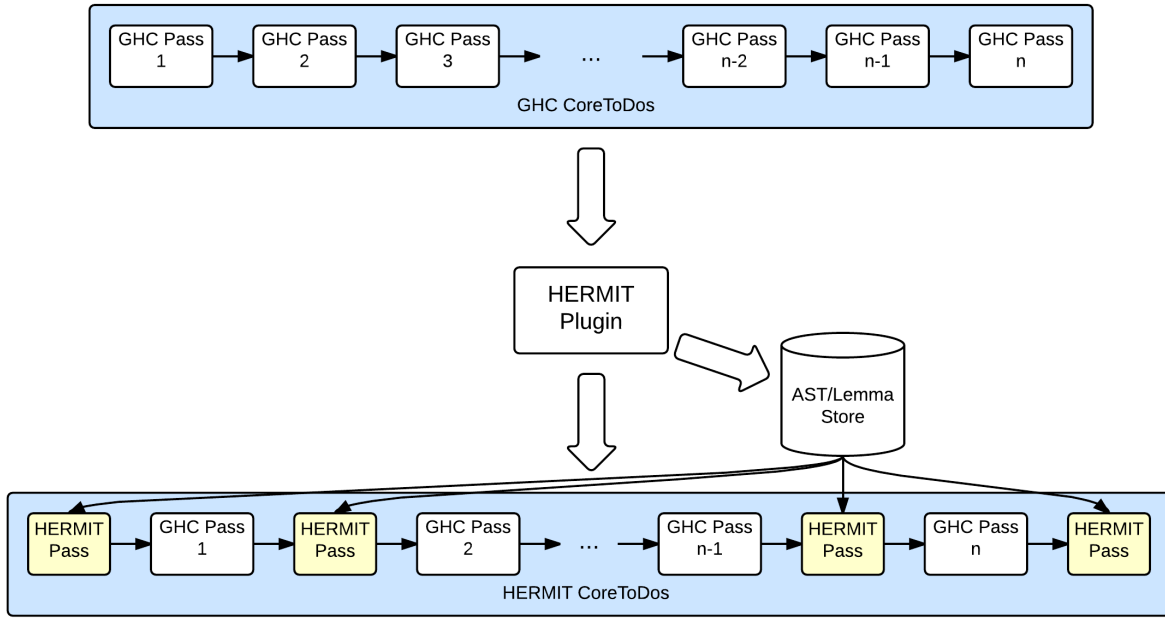 GHC Pass
1
GHC Pass
2
GHC Pass
3
...
GHC Pass
n-2
GHC Pass
n-1
GHC Pass
n
GHC CoreToDos
HERMIT
Plugin
AST/Lemma
Store
HERMIT
Pass
GHC Pass
1
HERMIT
Pass
GHC Pass
2
...
GHC Pass
n-1
HERMIT
Pass
GHC Pass
n
HERMIT
Pass
HERMIT CoreToDos